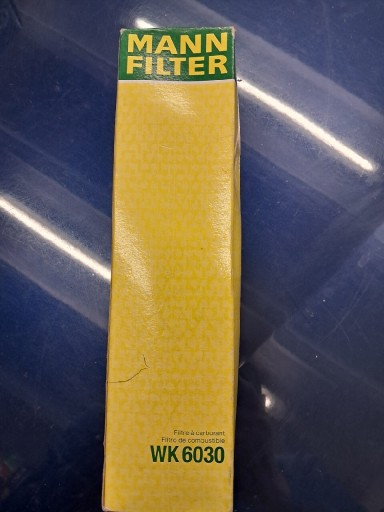 MANN
FILTER
Filtre à carburant
Filtro de combustible
WK 6030